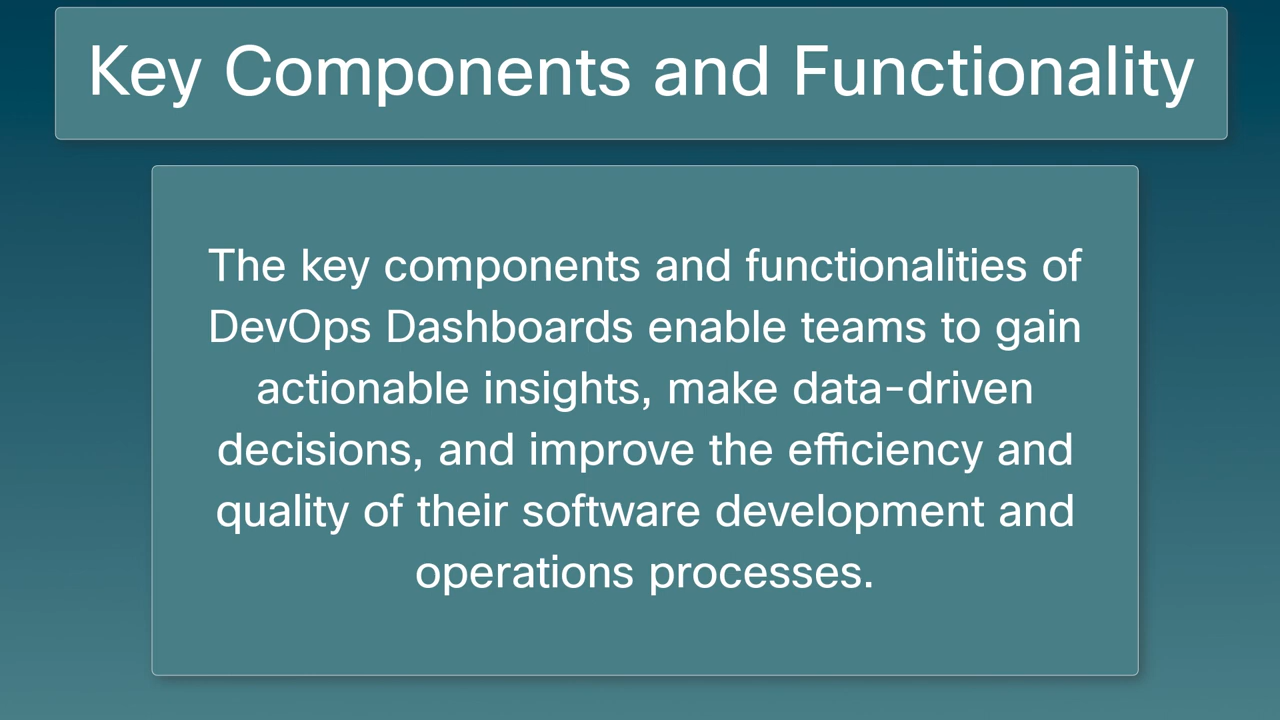 Key Components and Functionality
The key components and functionalities of
DevOps Dashboards enable teams to gain
actionable insights, make data-driven
decisions, and improve the efficiency and
quality of their software development and
operations processes.